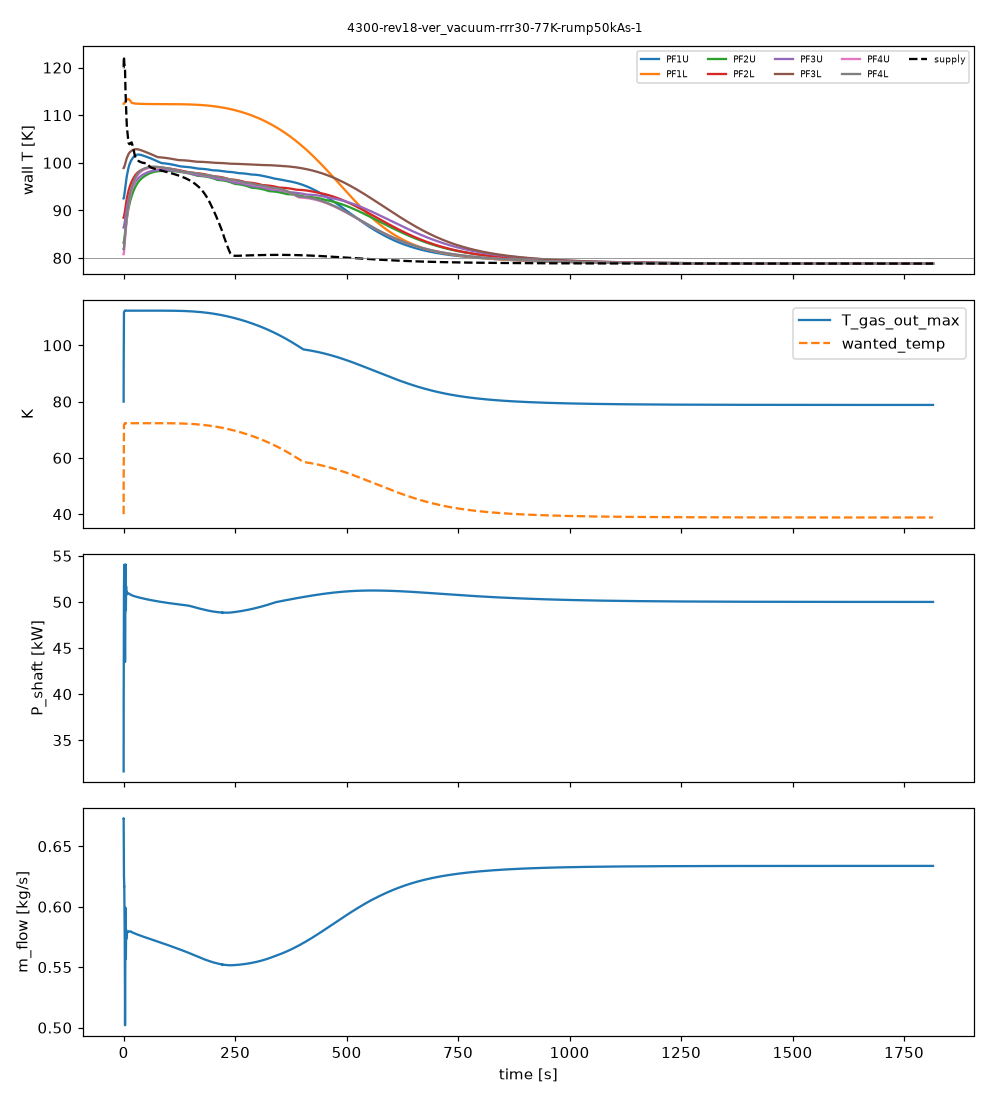 4300-rev18-ver_vacuum-rrr30-77K-rump50kAs-1
120
110
100
90
80
wall T [K]
PF1U PF2U PF3U PF4U supply
PF1L PF2L PF3L PF4L
100
80
60
40
K
T_gas_out_max
wanted_temp
55
50
45
40
35
P_shaft [kW]
0.65
0.60
0.55
0.50
m_flow [kg/s]
0 250 500 750 1000 1250 1500 1750
time [s]